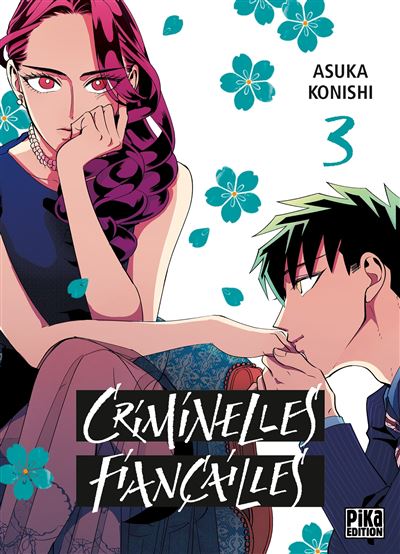 ASUKA
KONISHI
3
CRIMINELLES
FIANÇAILLES
PIKA
EDITION